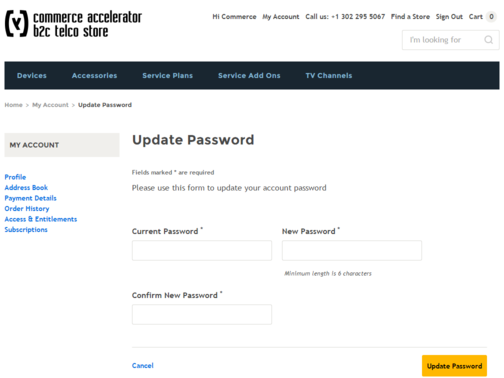 commerce accelerator
b2c telco store
Hi Commerce My Account Call us: +1 302 295 5067 Find a Store Sign Out Cart 0
I'm looking for
Devices Accessories Service Plans Service Add Ons TV Channels
Home > My Account > Update Password
MY ACCOUNT
Profile
Address Book
Payment Details
Order History
Access & Entitlements
Subscriptions
Update Password
Fields marked * are required
Please use this form to update your account password
Current Password * New Password *
Minimum length is 6 characters
Confirm New Password *
Cancel Update Password